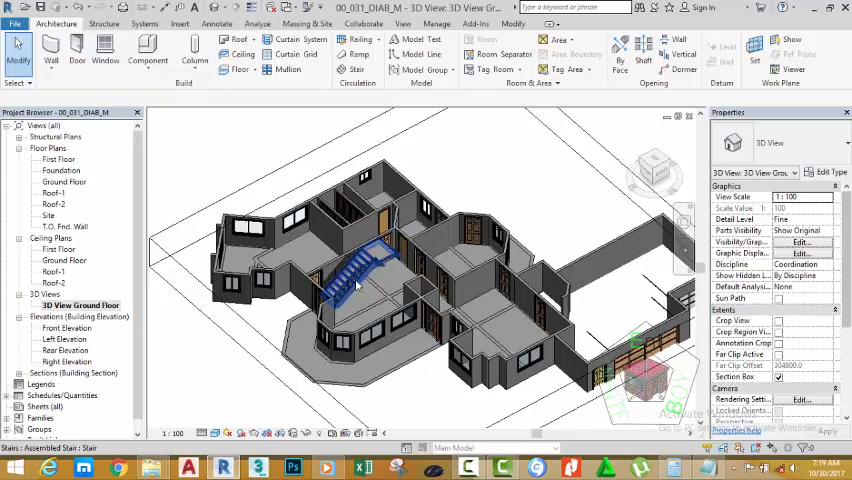 00_031_DIAB_M - 3D View: 3D View Gr...
Type a keyword or phrase
Sign In
File Architecture Structure Systems Insert Annotate Analyze Massing & Site Collaborate View Manage Add-Ins Modify
Modify Wall Door Window Component Column
Roof Curtain System Railing Model Text Room Area Wall Show
Ceiling Curtain Grid Ramp Model Line Room Separator Area Boundary Vertical Ref Plane
Floor Mullion Stair Model Group Tag Room Tag Area By Face Shaft Dormer Set Viewer
Select Build Circulation Model Room & Area Opening Datum Work Plane
Project Browser - 00_031_DIAB_M
Views (all)
Structural Plans
Floor Plans
First Floor
Foundation
Ground Floor
Roof-1
Roof-2
Site
T.O. Fnd. Wall
Ceiling Plans
First Floor
Ground Floor
Roof-1
Roof-2
3D Views
3D View Ground Floor
Elevations (Building Elevation)
Front Elevation
Left Elevation
Rear Elevation
Right Elevation
Sections (Building Section)
Legends
Schedules/Quantities
Sheets (all)
Families
Groups
Properties
3D View
3D View: 3D View Grou
Edit Type
Graphics
View Scale 1 : 100
Scale Value 1: 100
Detail Level Fine
Parts Visibility Show Original
Visibility/Grap... Edit...
Graphic Displa... Edit...
Discipline Coordination
Show Hidden L... By Discipline
Default Analysi... None
Sun Path
Extents
Crop View
Crop Region Vi...
Annotation Crop
Far Clip Active
Far Clip Offset 304800.0
Section Box
Camera
Rendering Setti... Edit...
Properties help
Apply
Activate Windows
BOY
1 : 100
Stairs : Assembled Stair : Stair
Main Model
:0
7:19 AM
10/30/2017